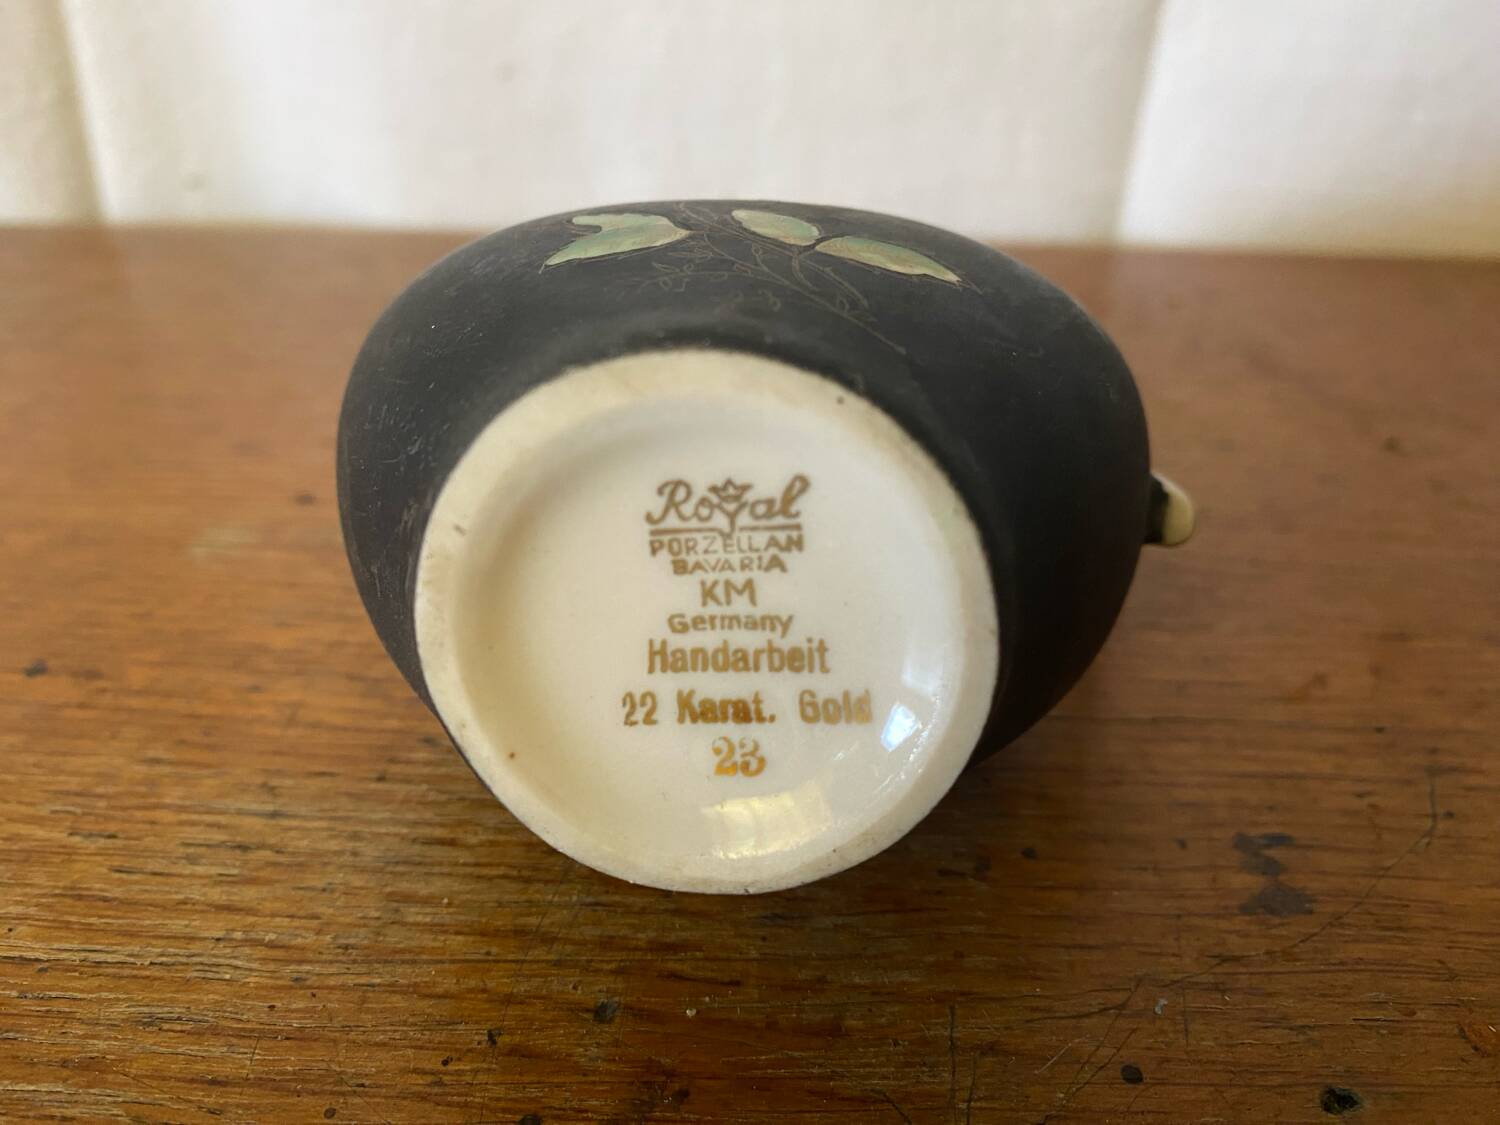 Royal
PORZELLAN
BAVARIA
KM
Germany
Handarbeit
22 Karat. Gold
23